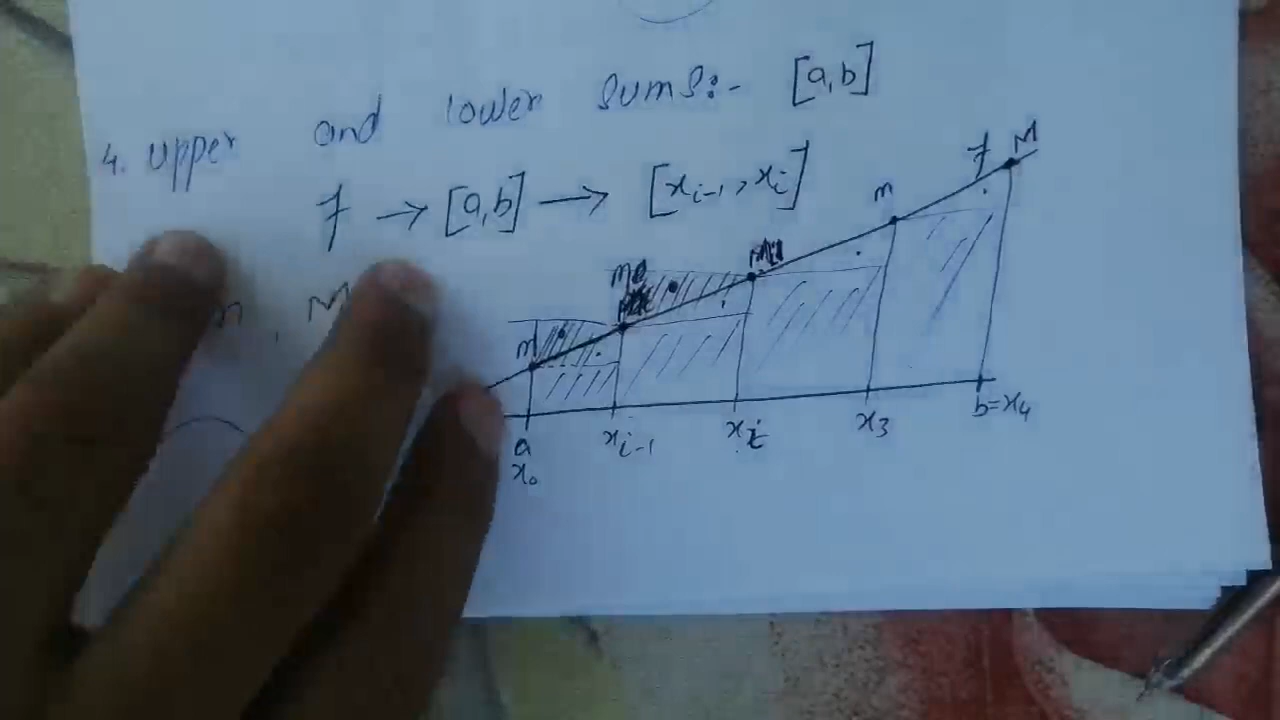 4. Upper and lower sums:- [a,b]
f → [a,b] → [xᵢ₋₁, xᵢ]
, M
f M
m
m
a xᵢ₋₁ xᵢ x₃ b=x₄
x₀